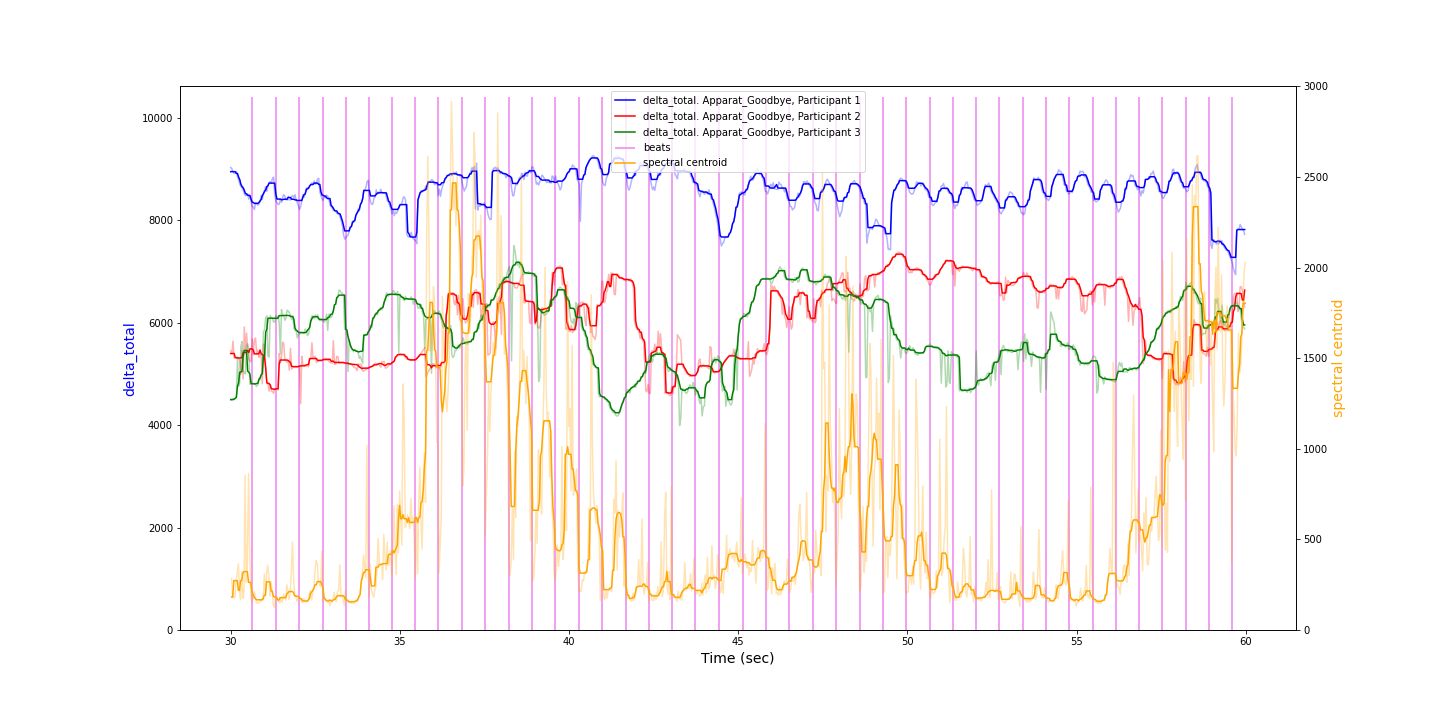 delta_total. Apparat_Goodbye, Participant 1
delta_total. Apparat_Goodbye, Participant 2
delta_total. Apparat_Goodbye, Participant 3
beats
spectral centroid
10000
8000
6000
4000
2000
0
delta_total
3000
2500
2000
1500
1000
500
0
spectral centroid
30 35 40 45 50 55 60
Time (sec)